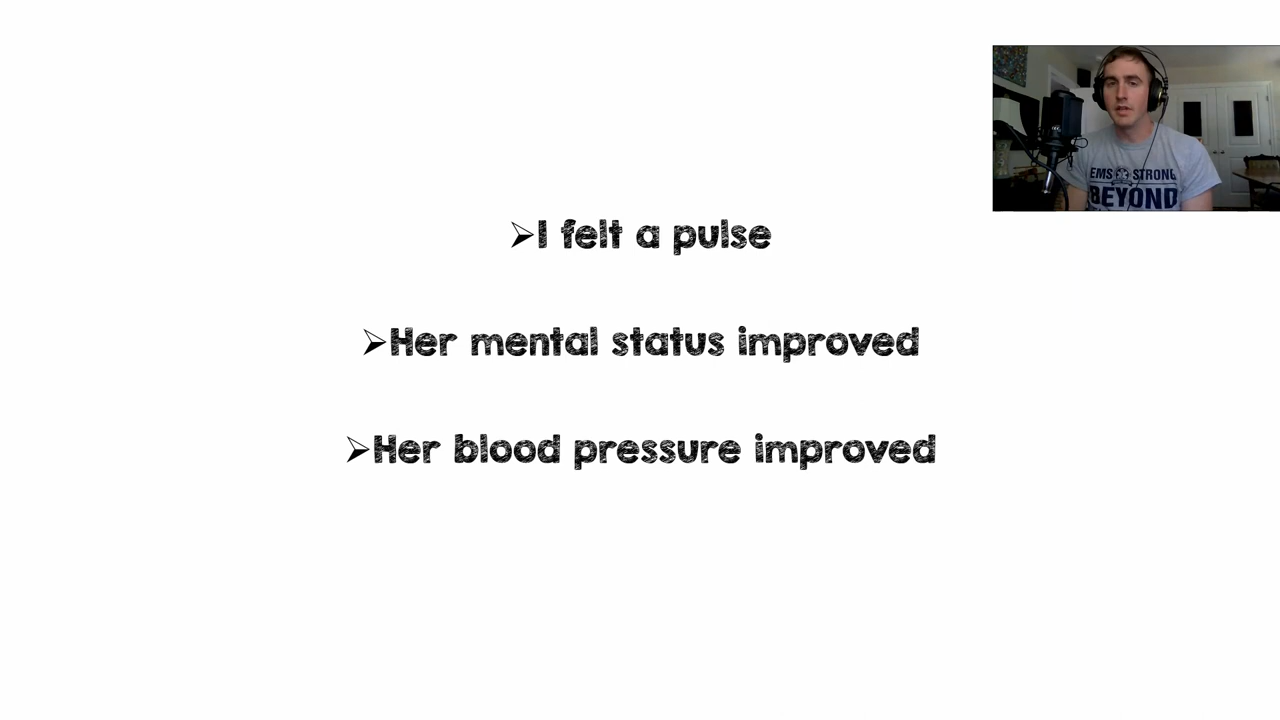 ➢I felt a pulse
➢Her mental status improved
➢Her blood pressure improved
EMS STRONG
BEYOND